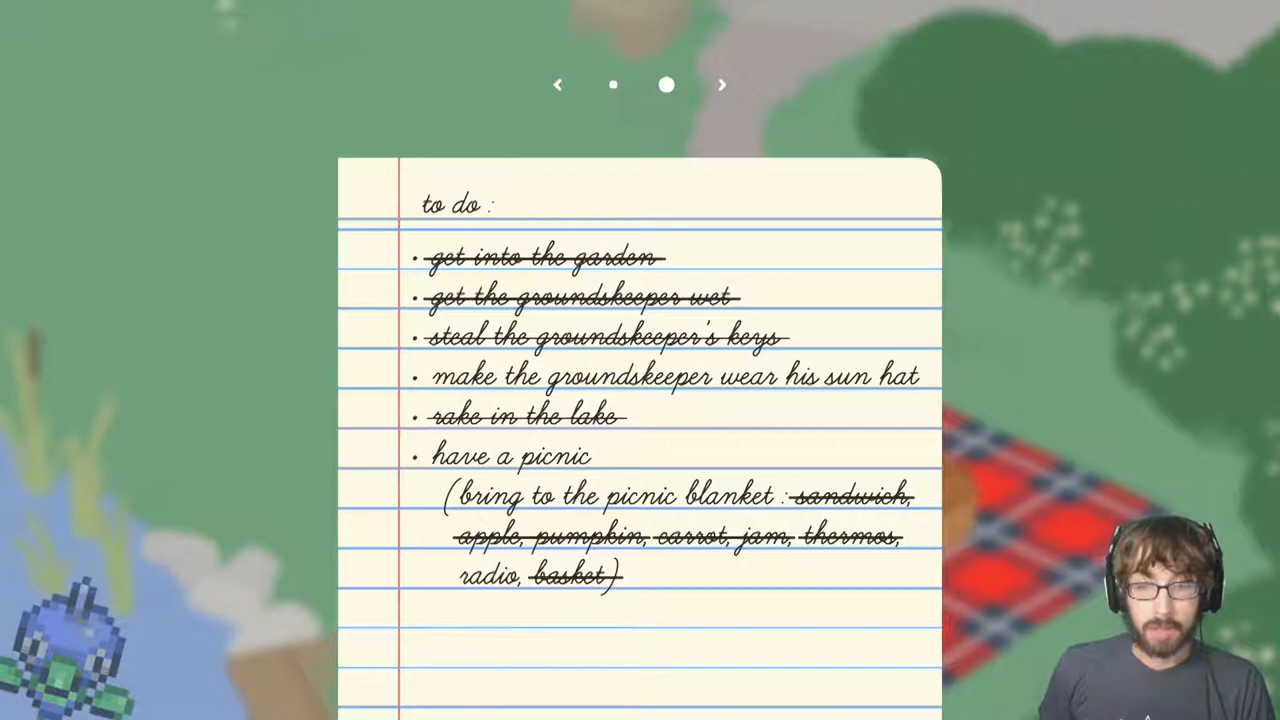 to do :
• get into the garden
• get the groundskeeper wet
• steal the groundskeeper's keys
• make the groundskeeper wear his sun hat
• rake in the lake
• have a picnic
(bring to the picnic blanket : sandwich,
apple, pumpkin, carrot, jam, thermos,
radio, basket)